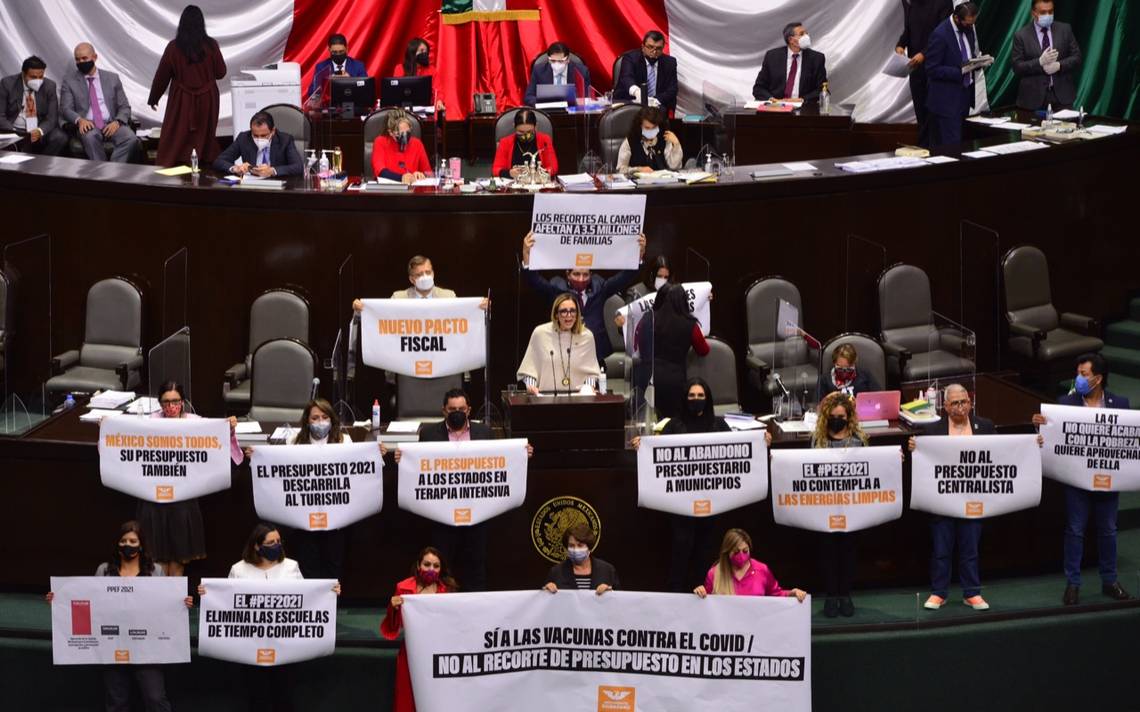 LOS RECORTES AL CAMPO
AFECTAN A 3.5 MILLONES
DE FAMILIAS
NUEVO PACTO
FISCAL
MÉXICO SOMOS TODOS,
SU PRESUPUESTO
TAMBIÉN
EL PRESUPUESTO 2021
DESCARRILA
AL TURISMO
EL PRESUPUESTO
A LOS ESTADOS EN
TERAPIA INTENSIVA
NO AL ABANDONO
PRESUPUESTARIO
A MUNICIPIOS
EL #PEF2021
NO CONTEMPLA A
LAS ENERGÍAS LIMPIAS
NO AL
PRESUPUESTO
CENTRALISTA
LA 4T
NO QUIERE ACABAR
CON LA POBREZA
QUIERE APROVECHAR
DE ELLA
ESTADOS UNIDOS MEXICANOS
PPEF 2021
EL #PEF2021
ELIMINA LAS ESCUELAS
DE TIEMPO COMPLETO
SÍ A LAS VACUNAS CONTRA EL COVID /
NO AL RECORTE DE PRESUPUESTO EN LOS ESTADOS